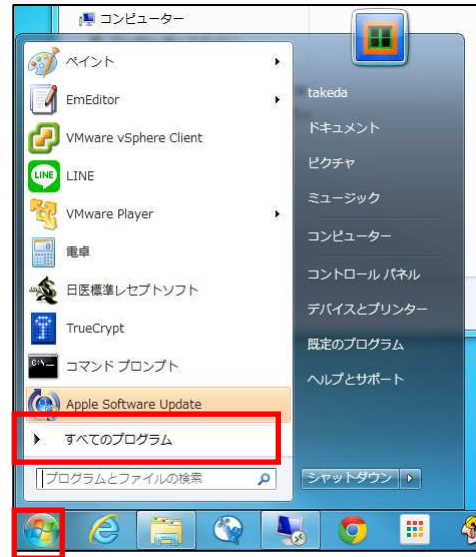 コンピューター
ペイント
EmEditor
VMware vSphere Client
LINE
LINE
VMware Player
電卓
日医標準レセプトソフト
TrueCrypt
C:\_
コマンド プロンプト
Apple Software Update
すべてのプログラム
プログラムとファイルの検索
takeda
ドキュメント
ピクチャ
ミュージック
コンピューター
コントロール パネル
デバイスとプリンター
既定のプログラム
ヘルプとサポート
シャットダウン